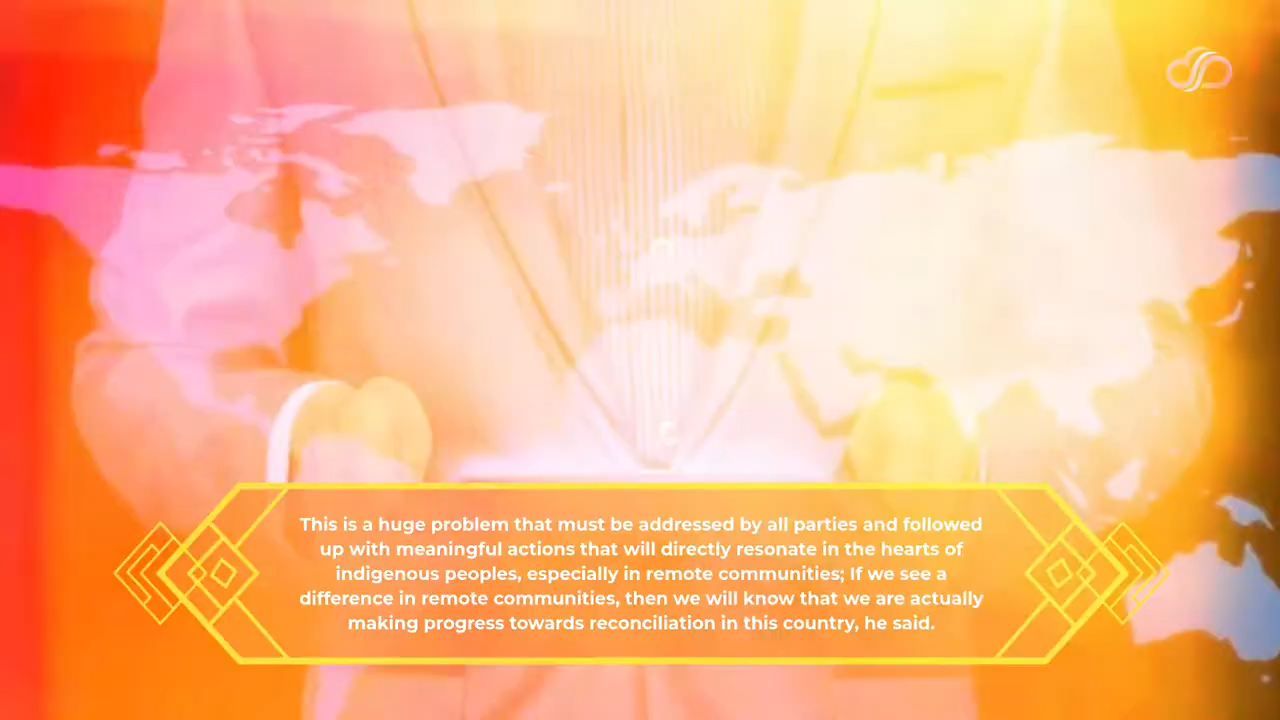 This is a huge problem that must be addressed by all parties and followed
up with meaningful actions that will directly resonate in the hearts of
indigenous peoples, especially in remote communities; If we see a
difference in remote communities, then we will know that we are actually
making progress towards reconciliation in this country, he said.